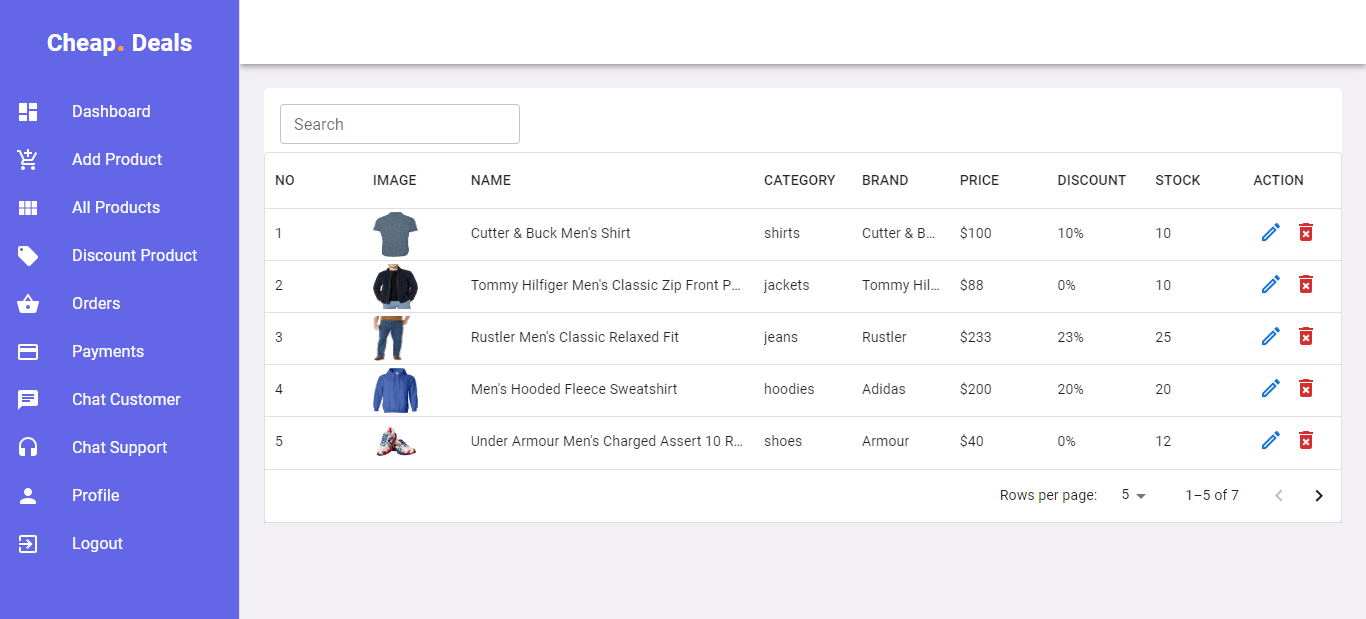 Cheap. Deals
Dashboard
Add Product
All Products
Discount Product
Orders
Payments
Chat Customer
Chat Support
Profile
Logout
Search
NO IMAGE NAME CATEGORY BRAND PRICE DISCOUNT STOCK ACTION
1 Cutter & Buck Men's Shirt shirts Cutter & B... $100 10% 10
2 Tommy Hilfiger Men's Classic Zip Front P... jackets Tommy Hil... $88 0% 10
3 Rustler Men's Classic Relaxed Fit jeans Rustler $233 23% 25
4 Men's Hooded Fleece Sweatshirt hoodies Adidas $200 20% 20
5 Under Armour Men's Charged Assert 10 R... shoes Armour $40 0% 12
Rows per page: 5 1–5 of 7